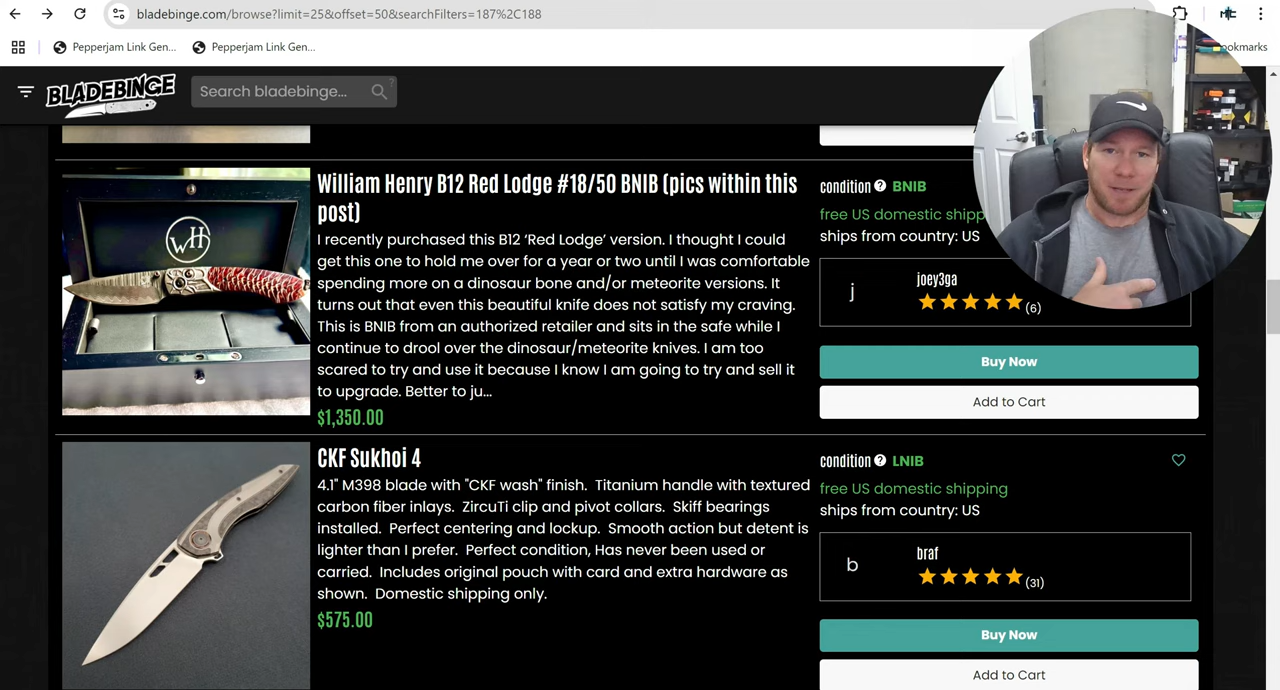 bladebinge.com/browse?limit=25&offset=50&searchFilters=187%2C188
Pepperjam Link Gen...
Pepperjam Link Gen...
ookmarks
BLADEBINGE
Search bladebinge...
?
William Henry B12 Red Lodge #18/50 BNIB (pics within this
post)
I recently purchased this B12 ‘Red Lodge’ version. I thought I could
get this one to hold me over for a year or two until I was comfortable
spending more on a dinosaur bone and/or meteorite versions. It
turns out that even this beautiful knife does not satisfy my craving.
This is BNIB from an authorized retailer and sits in the safe while I
continue to drool over the dinosaur/meteorite knives. I am too
scared to try and use it because I know I am going to try and sell it
to upgrade. Better to ju...
$1,350.00
WH
condition ? BNIB
free US domestic shipp
ships from country: US
j
joey3ga
(6)
Buy Now
Add to Cart
CKF Sukhoi 4
4.1" M398 blade with "CKF wash" finish. Titanium handle with textured
carbon fiber inlays. ZircuTi clip and pivot collars. Skiff bearings
installed. Perfect centering and lockup. Smooth action but detent is
lighter than I prefer. Perfect condition, Has never been used or
carried. Includes original pouch with card and extra hardware as
shown. Domestic shipping only.
$575.00
condition ? LNIB
free US domestic shipping
ships from country: US
b
braf
(31)
Buy Now
Add to Cart